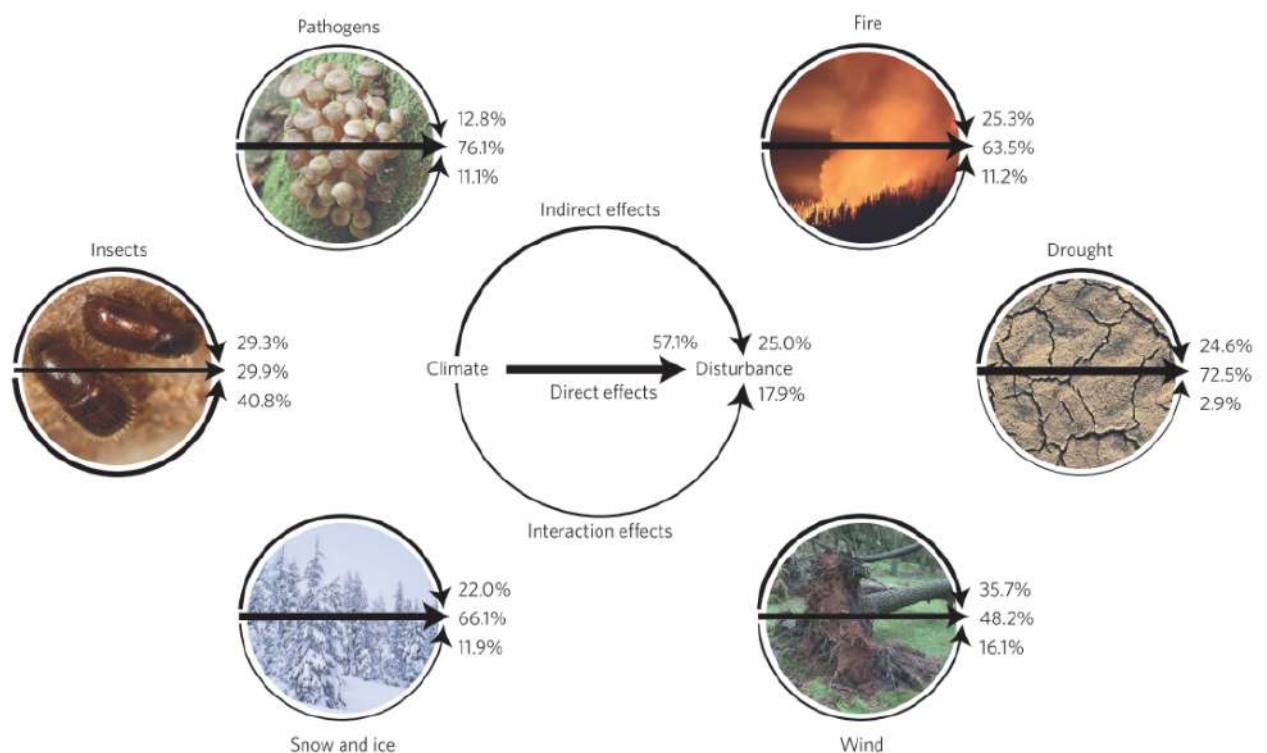 Pathogens
12.8%
76.1%
11.1%
Fire
25.3%
63.5%
11.2%
Insects
29.3%
29.9%
40.8%
Indirect effects
Climate
57.1%
Direct effects
Disturbance
25.0%
17.9%
Interaction effects
Drought
24.6%
72.5%
2.9%
22.0%
66.1%
11.9%
Snow and ice
35.7%
48.2%
16.1%
Wind